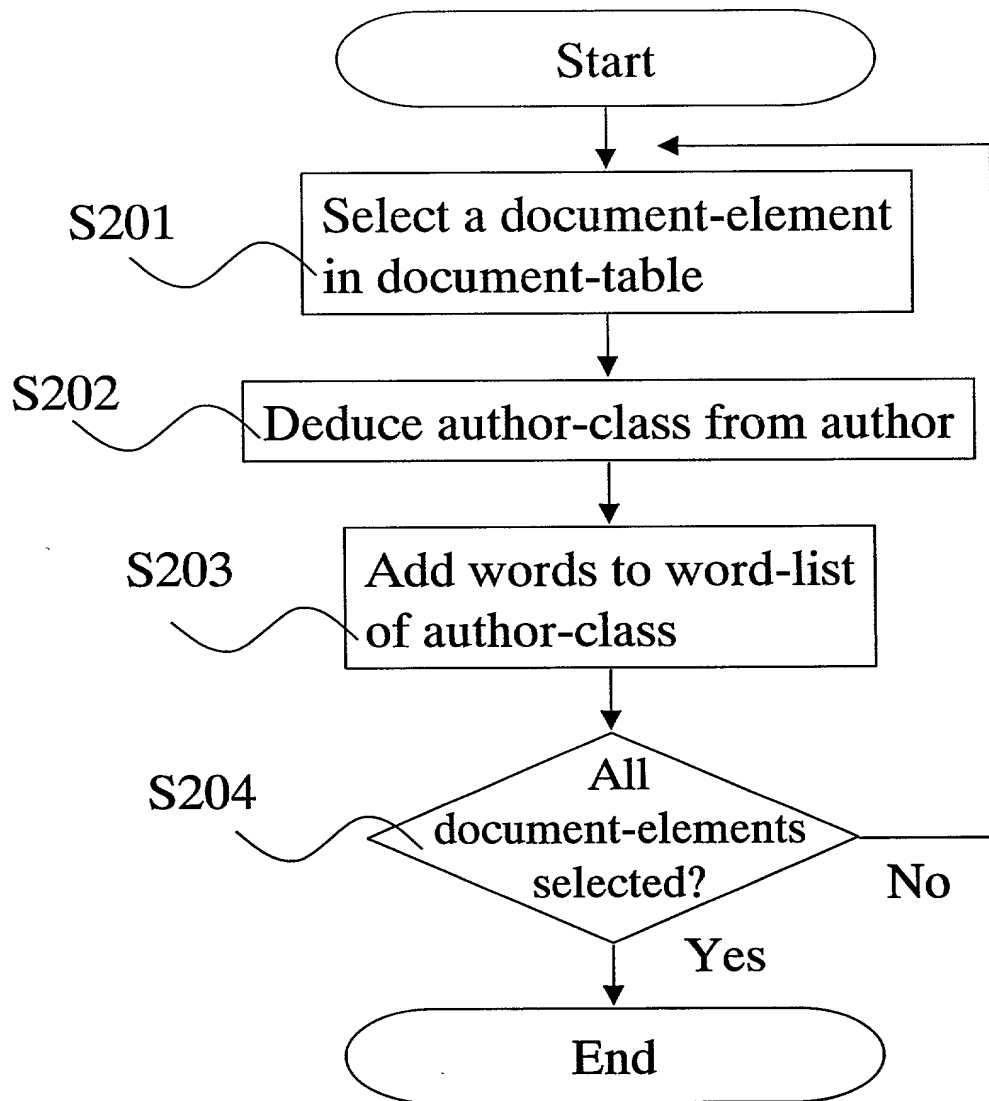 Start
S201
Select a document-element
in document-table
S202
Deduce author-class from author
S203
Add words to word-list
of author-class
S204
All
document-elements
selected?
No
Yes
End